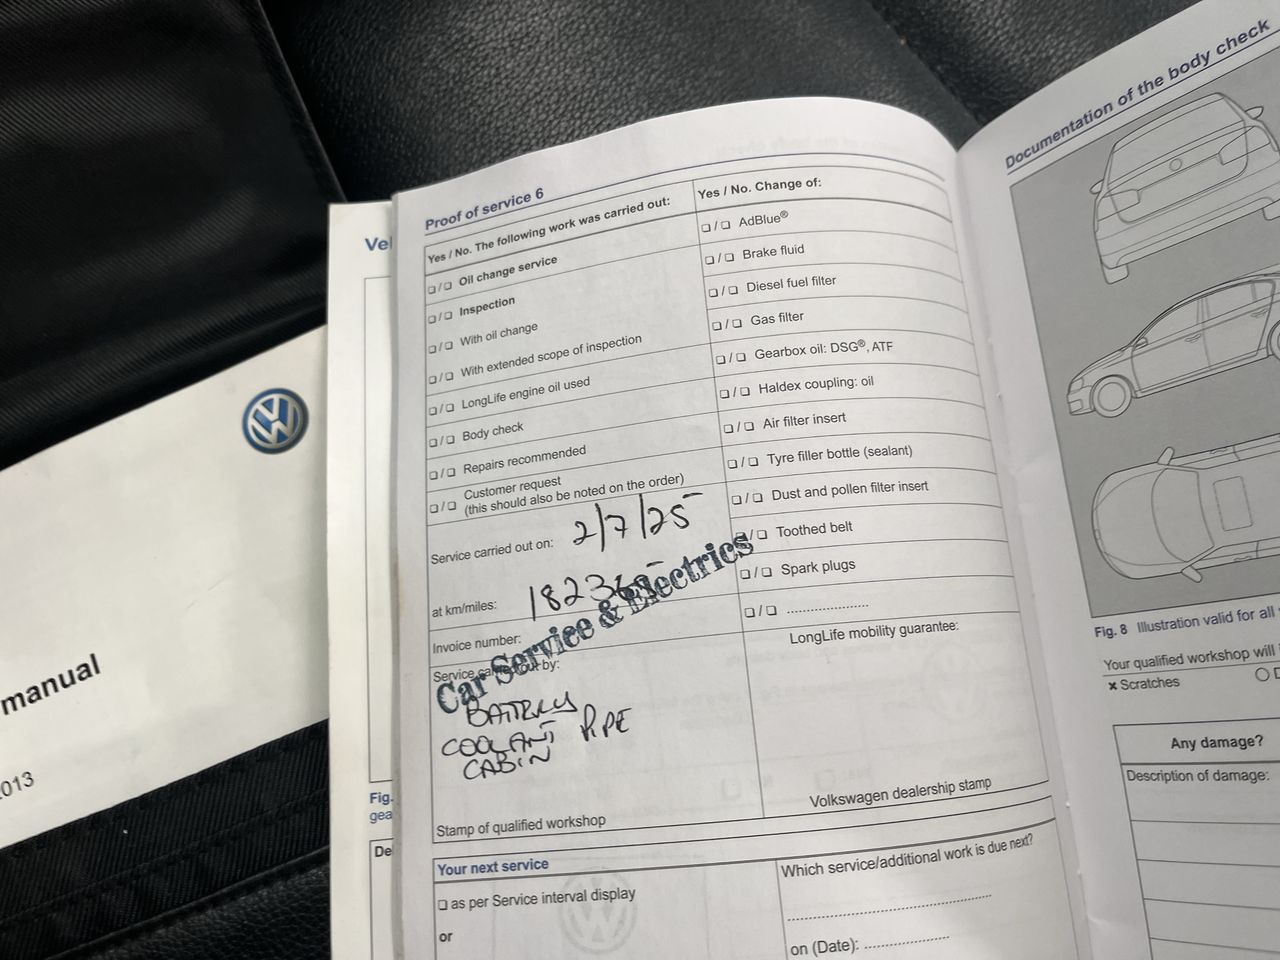 manual
013
Vel
Fig.
gea
De
Proof of service 6
Yes / No. The following work was carried out:
❏/❏ Oil change service
❏/❏ Inspection
❏/❏ With oil change
❏/❏ With extended scope of inspection
❏/❏ LongLife engine oil used
❏/❏ Body check
❏/❏ Repairs recommended
❏/❏ Customer request
(this should also be noted on the order)
Service carried out on: 2/7/25
at km/miles:
Invoice number:
Service carried out by:
Car Service & Electrics
BATTERY
COOLANT PIPE
CABIN
Stamp of qualified workshop
Yes / No. Change of:
❏/❏ AdBlue®
❏/❏ Brake fluid
❏/❏ Diesel fuel filter
❏/❏ Gas filter
❏/❏ Gearbox oil: DSG®, ATF
❏/❏ Haldex coupling: oil
❏/❏ Air filter insert
❏/❏ Tyre filler bottle (sealant)
❏/❏ Dust and pollen filter insert
❏/❏ Toothed belt
❏/❏ Spark plugs
❏/❏ .....................
LongLife mobility guarantee:
Volkswagen dealership stamp
Your next service
❏ as per Service interval display
or
Which service/additional work is due next?
.....................................................
on (Date): ......................
Documentation of the body check
Fig. 8 Illustration valid for all
Your qualified workshop will
× Scratches
Any damage?
Description of damage: